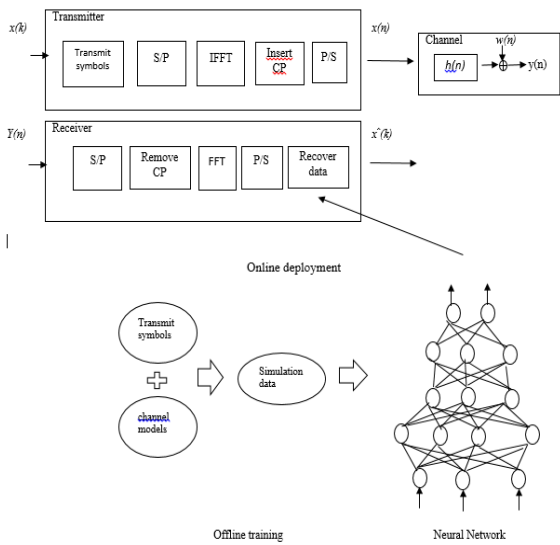 Transmitter
x(k)
x(n)
Transmit
symbols
S/P
IFFT
Insert
CP
P/S
Channel
w(n)
h(n)
y(n)
Receiver
Y(n)
xˆ(k)
S/P
Remove
CP
FFT
P/S
Recover
data
Online deployment
Transmit
symbols
Simulation
data
channel
models
Offline training
Neural Network